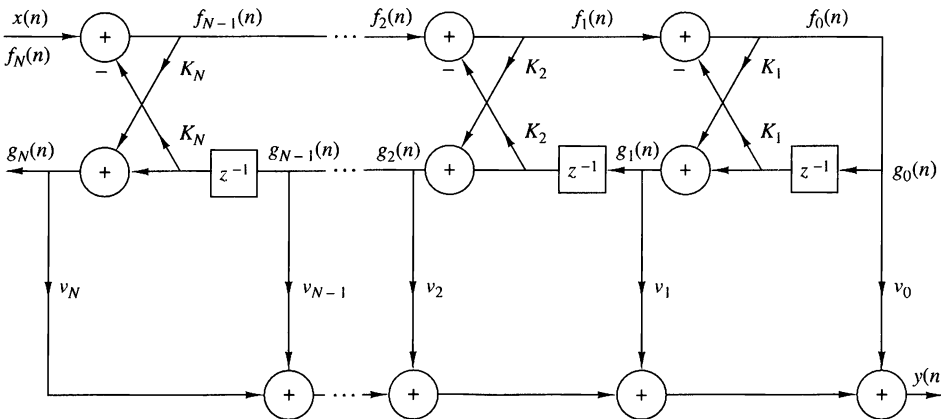 x(n) f_{N-1}(n) f_2(n) f_1(n) f_0(n)
+ ··· + +
f_N(n) – K_N – K_2 – K_1
K_N K_2 K_1
g_N(n) g_{N-1}(n) g_2(n) g_1(n)
+ z^{-1} ··· + z^{-1} + z^{-1} g_0(n)
v_N v_{N-1} v_2 v_1 v_0
+ ··· + + + y(n